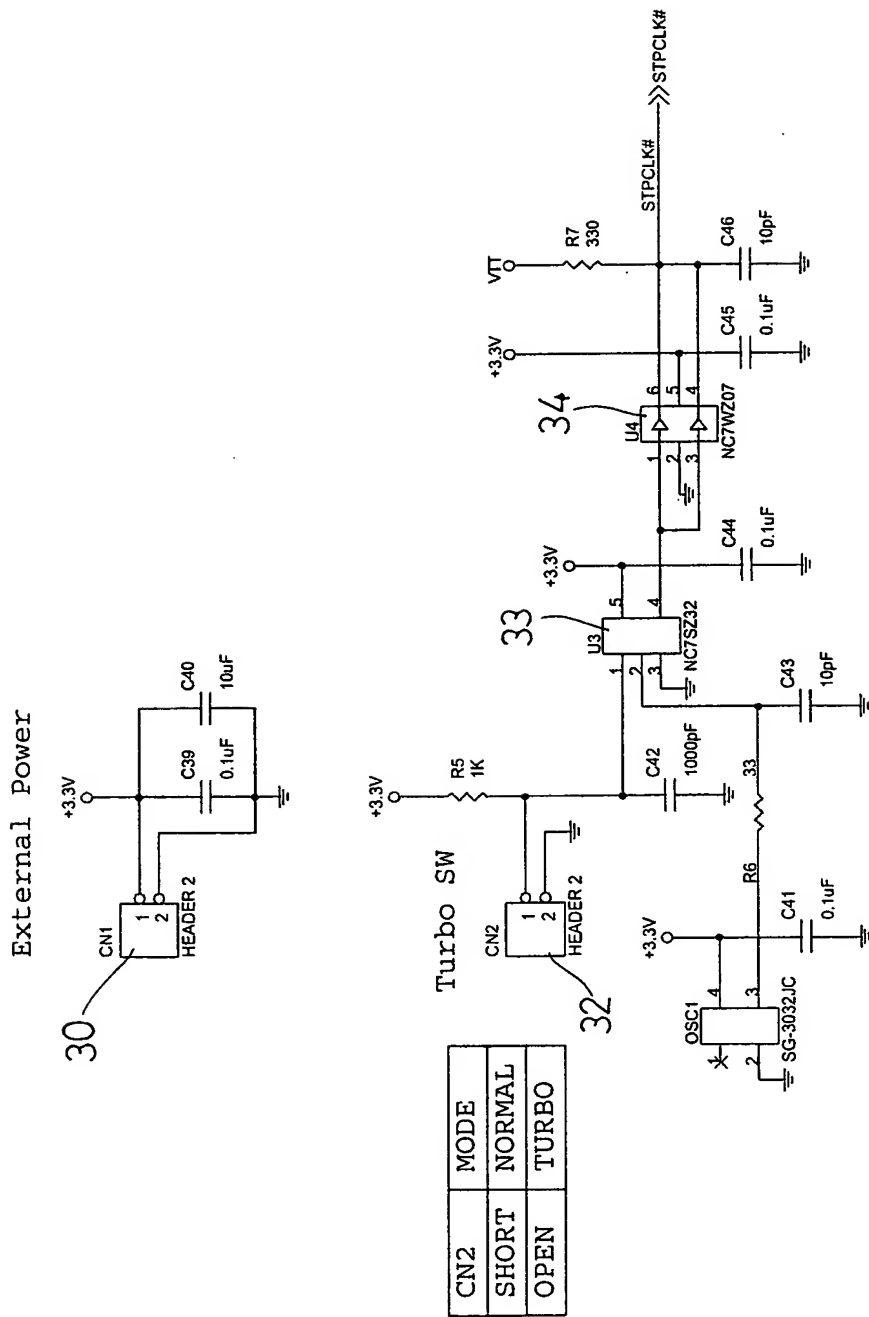 External Power
+3.3V
C39
0.1uF
C40
10uF
CN1
1
2
HEADER 2
30
Turbo SW
+3.3V
R5
1K
CN2
1
2
HEADER 2
32
C42
1000pF
CN2 MODE
SHORT NORMAL
OPEN TURBO
OSC1
1
2
4
3
SG-3032JC
+3.3V
C41
0.1uF
R6
33
C43
10pF
33
U3
1
2
3
5
4
NC7SZ32
+3.3V
C44
0.1uF
34
U4
1
2
3
6
5
4
NC7WZ07
+3.3V
C45
0.1uF
VTT
R7
330
C46
10pF
STPCLK#
STPCLK#